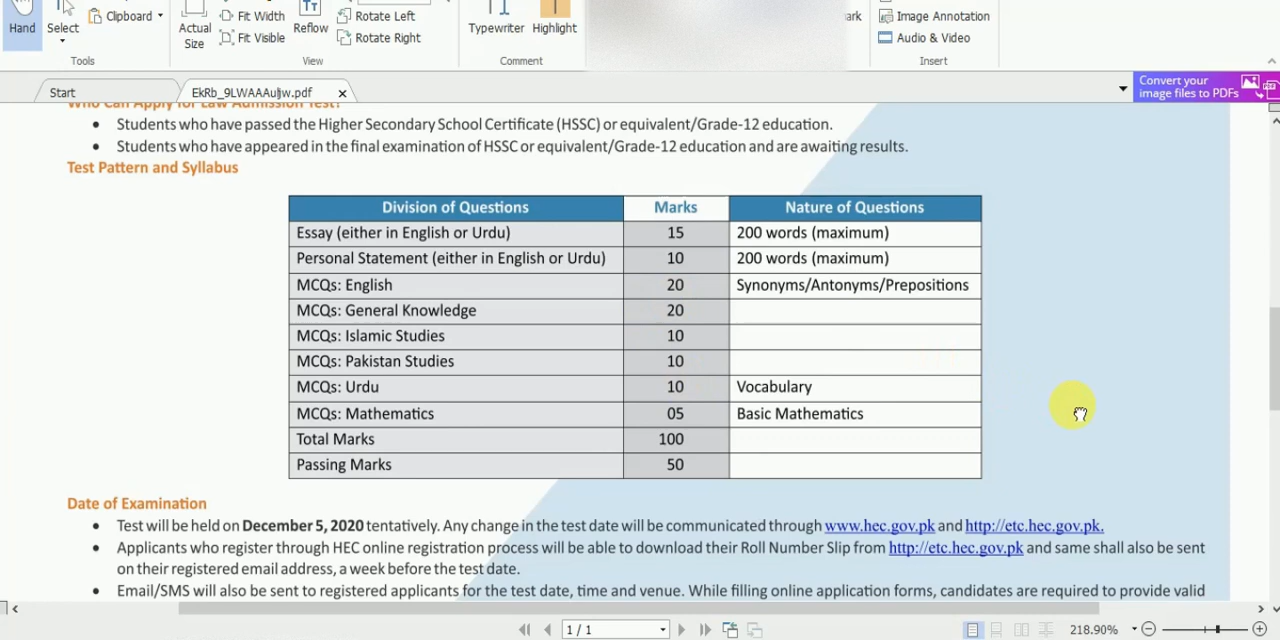 Hand
Select
Clipboard
Actual Size
Fit Width
Fit Visible
Reflow
Rotate Left
Rotate Right
Typewriter
Highlight
ark
Image Annotation
Audio & Video
Tools
View
Comment
Insert
Start
EkRb_9LWAAAuJjw.pdf
Convert your
image files to PDFs
Who Can Apply for Law Admission Test?
• Students who have passed the Higher Secondary School Certificate (HSSC) or equivalent/Grade-12 education.
• Students who have appeared in the final examination of HSSC or equivalent/Grade-12 education and are awaiting results.
Test Pattern and Syllabus
Division of Questions Marks Nature of Questions
Essay (either in English or Urdu) 15 200 words (maximum)
Personal Statement (either in English or Urdu) 10 200 words (maximum)
MCQs: English 20 Synonyms/Antonyms/Prepositions
MCQs: General Knowledge 20
MCQs: Islamic Studies 10
MCQs: Pakistan Studies 10
MCQs: Urdu 10 Vocabulary
MCQs: Mathematics 05 Basic Mathematics
Total Marks 100
Passing Marks 50
Date of Examination
• Test will be held on December 5, 2020 tentatively. Any change in the test date will be communicated through www.hec.gov.pk and http://etc.hec.gov.pk.
• Applicants who register through HEC online registration process will be able to download their Roll Number Slip from http://etc.hec.gov.pk and same shall also be sent
on their registered email address, a week before the test date.
• Email/SMS will also be sent to registered applicants for the test date, time and venue. While filling online application forms, candidates are required to provide valid
1 / 1
218.90%